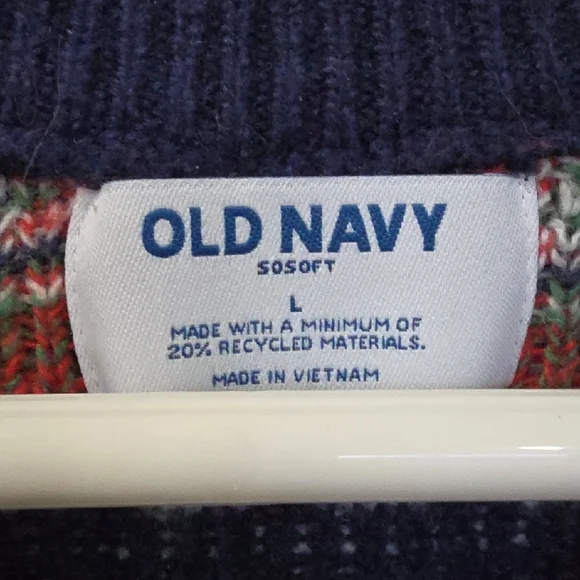 OLD NAVY
SOSOFT
L
MADE WITH A MINIMUM OF
20% RECYCLED MATERIALS.
MADE IN VIETNAM